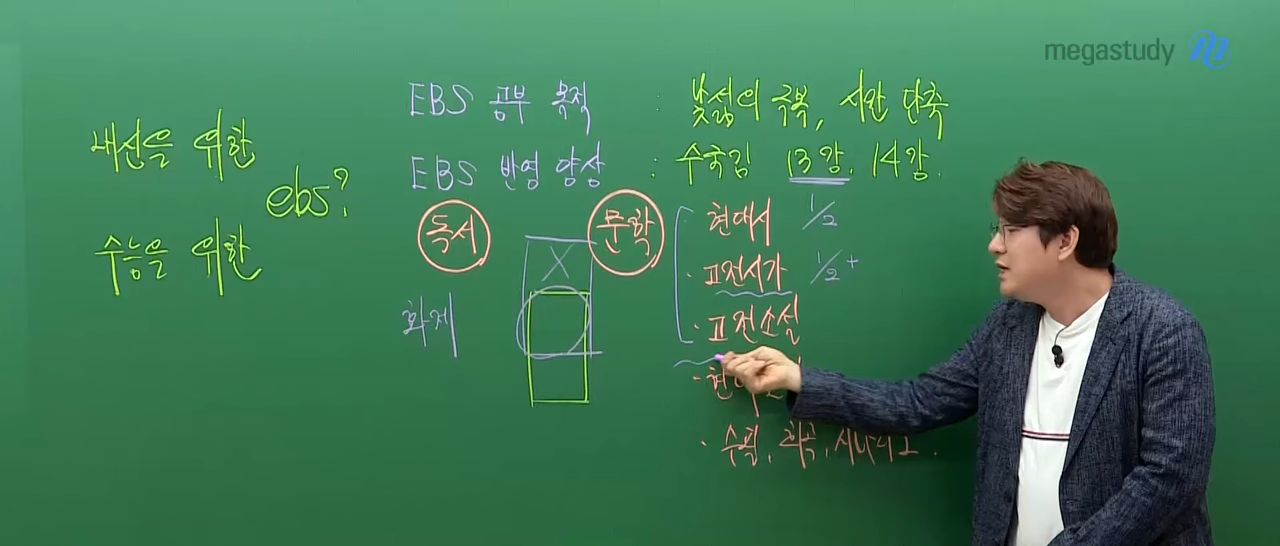 megastudy
내신을 위한
ebs?
수능을 위한
EBS 공부 목적 : 낯섦의 극복, 시간 단축
EBS 반영 양상 : 수국김 13강, 14강.
독서
화제
X
문학
현대시 1/2
· 고전시가 1/2+
· 고전소설
· 현
· 수필, 희곡, 시나리오.